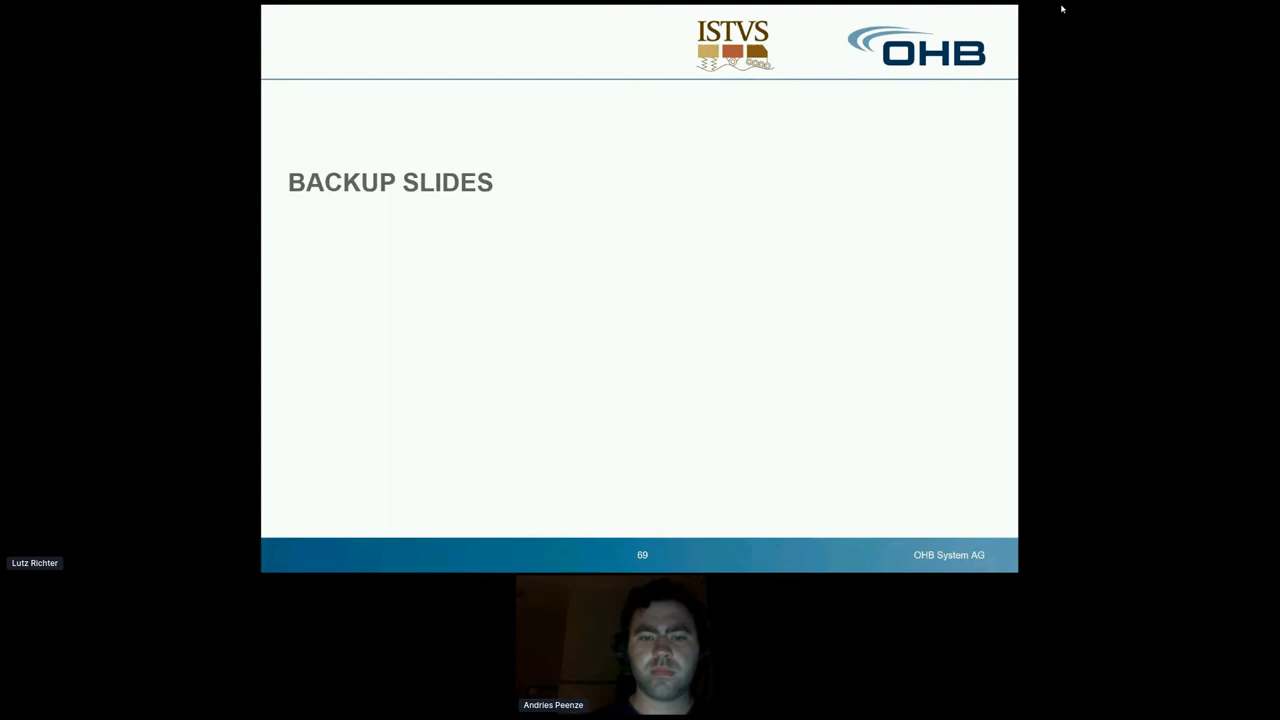 ISTVS
OHB
BACKUP SLIDES
69
OHB System AG
Lutz Richter
Andries Peenze